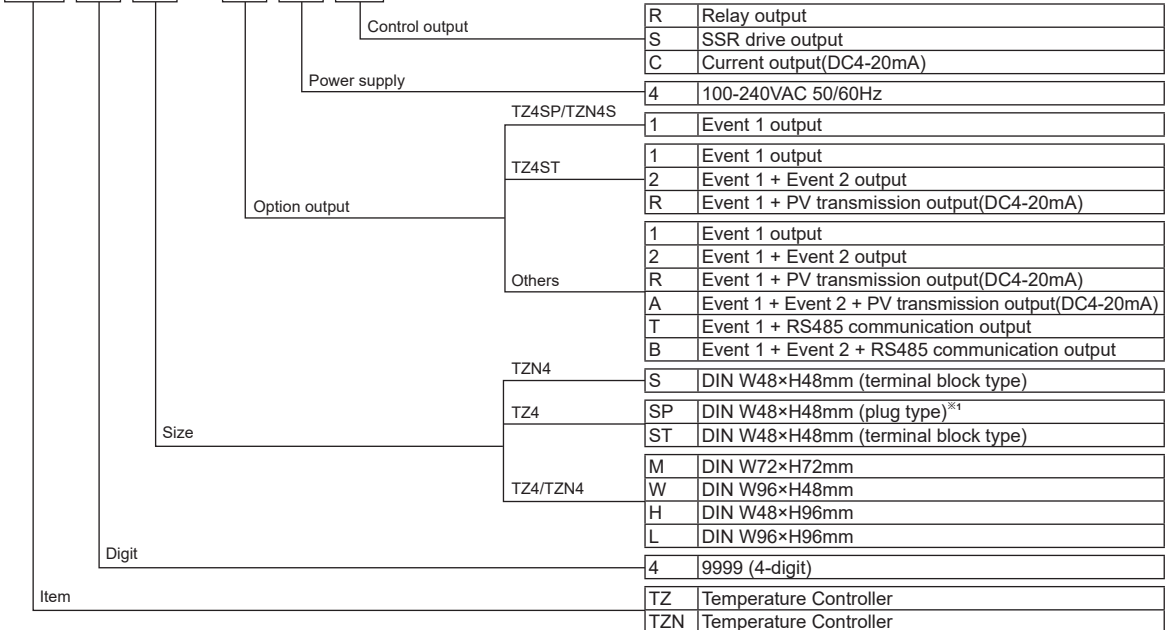 Control output
R Relay output
S SSR drive output
C Current output(DC4-20mA)
Power supply
4 100-240VAC 50/60Hz
TZ4SP/TZN4S
1 Event 1 output
TZ4ST
1 Event 1 output
2 Event 1 + Event 2 output
R Event 1 + PV transmission output(DC4-20mA)
Option output
Others
1 Event 1 output
2 Event 1 + Event 2 output
R Event 1 + PV transmission output(DC4-20mA)
A Event 1 + Event 2 + PV transmission output(DC4-20mA)
T Event 1 + RS485 communication output
B Event 1 + Event 2 + RS485 communication output
TZN4
S DIN W48×H48mm (terminal block type)
TZ4
SP DIN W48×H48mm (plug type)※1
ST DIN W48×H48mm (terminal block type)
Size
TZ4/TZN4
M DIN W72×H72mm
W DIN W96×H48mm
H DIN W48×H96mm
L DIN W96×H96mm
Digit
4 9999 (4-digit)
Item
TZ Temperature Controller
TZN Temperature Controller